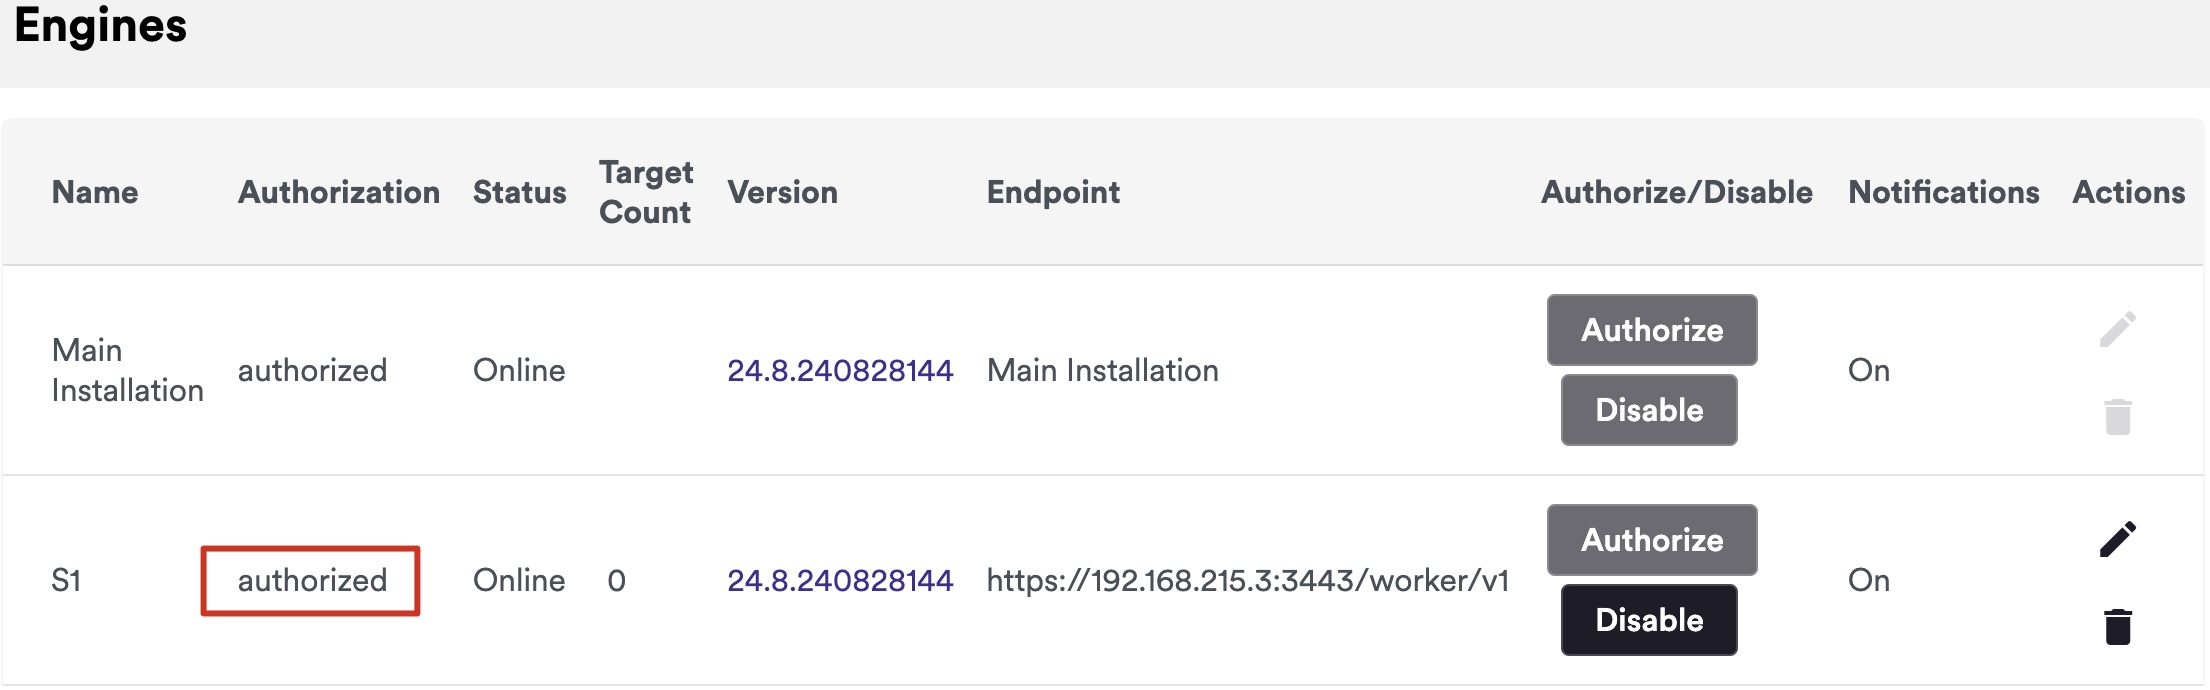 Engines
Name Authorization Status Target Count Version Endpoint Authorize/Disable Notifications Actions
Main Installation authorized Online 24.8.240828144 Main Installation Authorize Disable On
S1 authorized Online 0 24.8.240828144 https://192.168.215.3:3443/worker/v1 Authorize Disable On